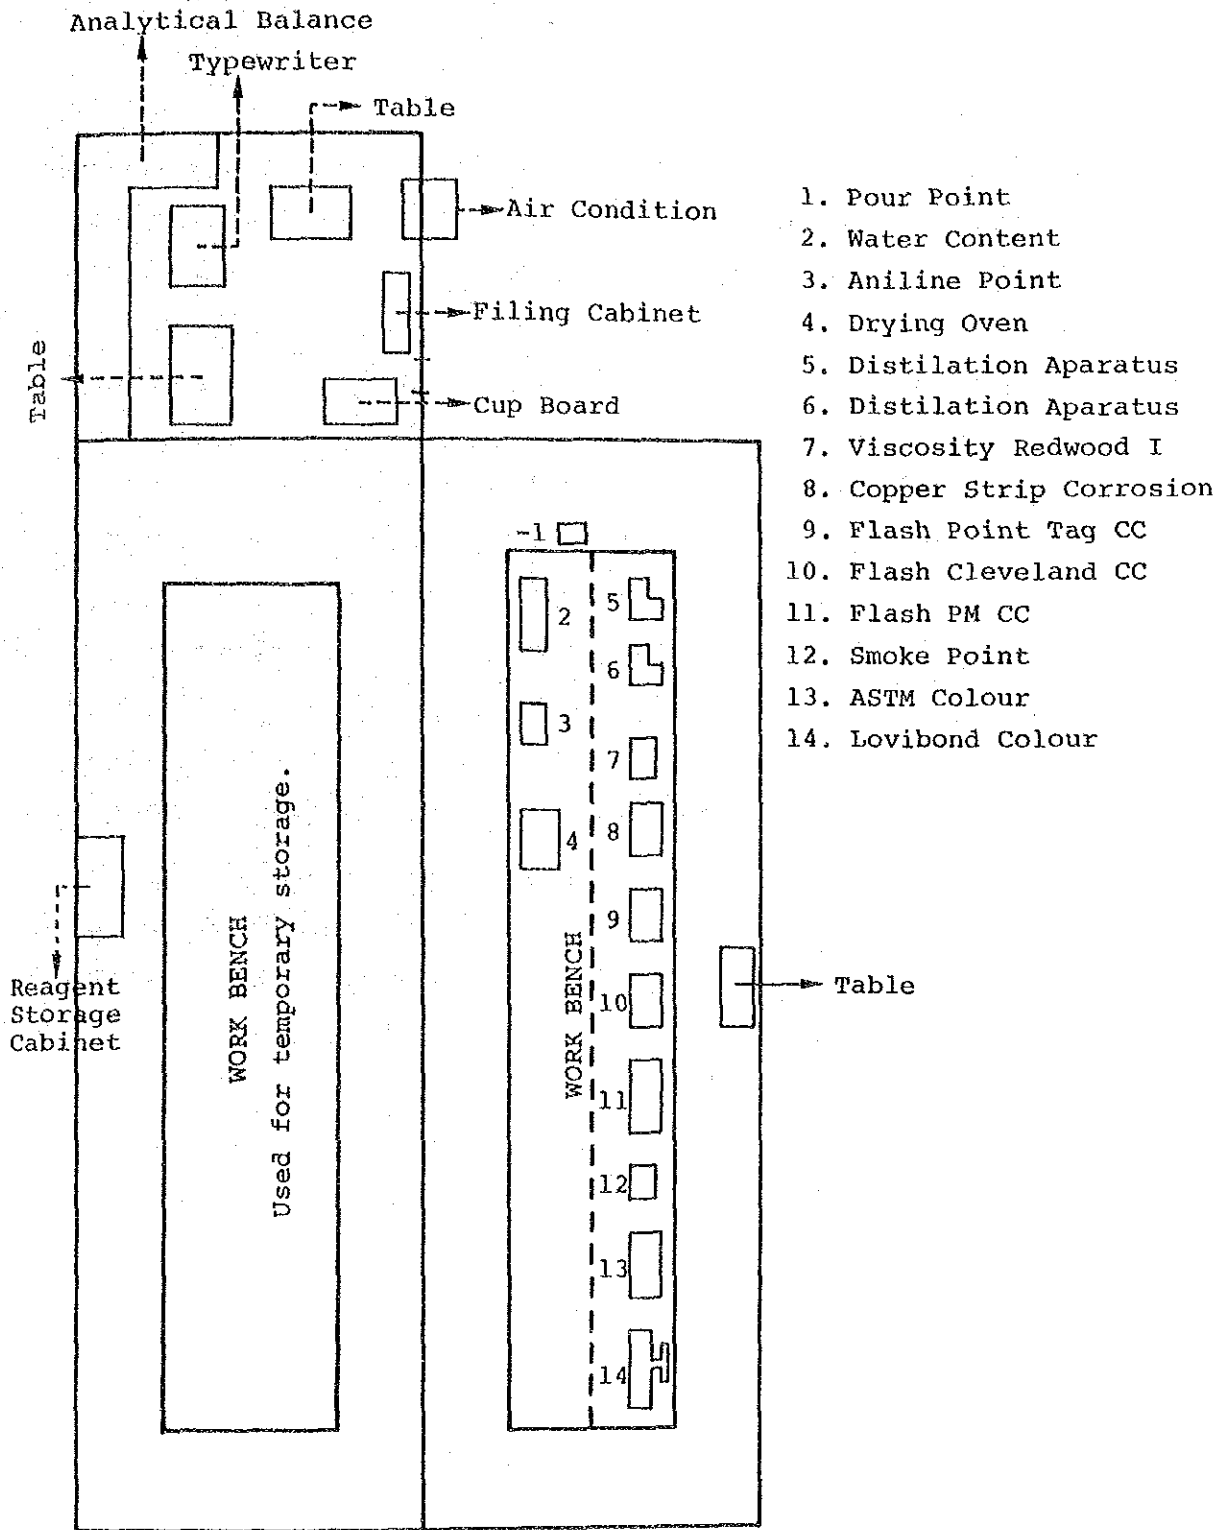 Analytical Balance
Typewriter
Table
Air Condition
Filing Cabinet
Table
Cup Board
1. Pour Point
2. Water Content
3. Aniline Point
4. Drying Oven
5. Distilation Aparatus
6. Distilation Aparatus
7. Viscosity Redwood I
8. Copper Strip Corrosion
9. Flash Point Tag CC
10. Flash Cleveland CC
11. Flash PM CC
12. Smoke Point
13. ASTM Colour
14. Lovibond Colour
Reagent
Storage
Cabinet
WORK BENCH
Used for temporary storage.
-1
2
3
4
WORK BENCH
5
6
7
8
9
10
11
12
13
14
Table